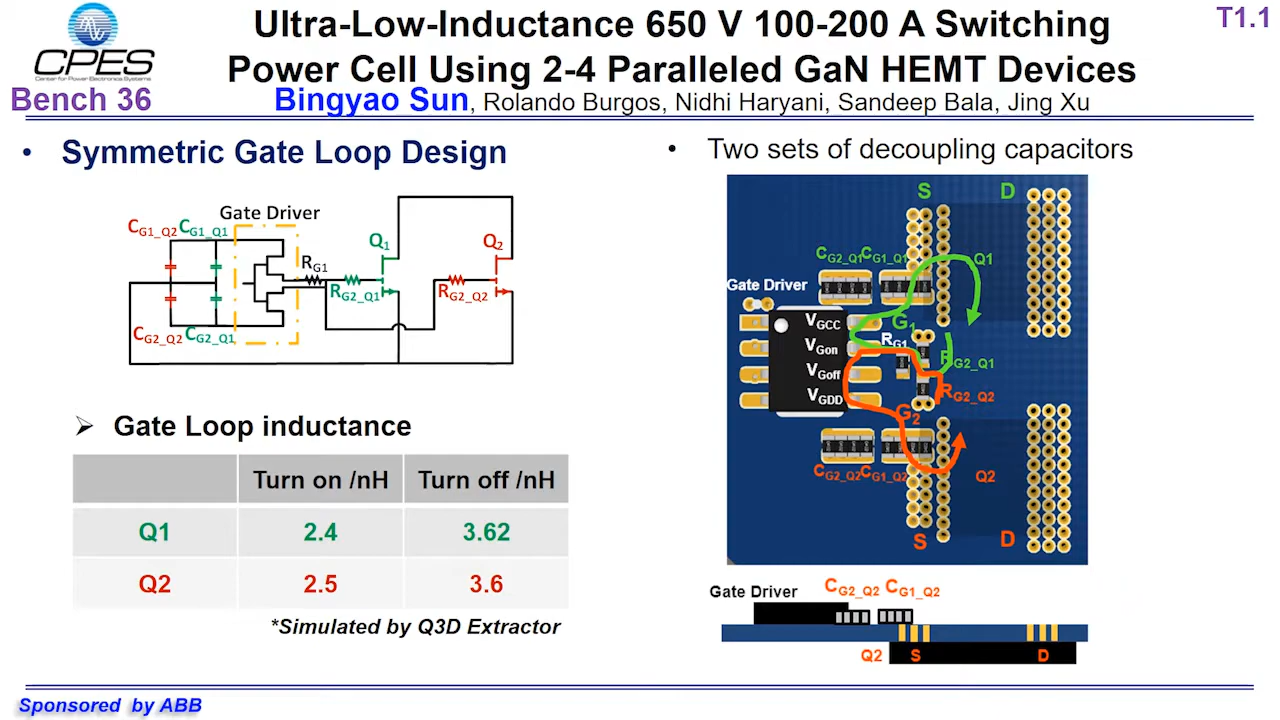 CPES
Center for Power Electronics Systems
Bench 36
Ultra-Low-Inductance 650 V 100-200 A Switching
Power Cell Using 2-4 Paralleled GaN HEMT Devices
Bingyao Sun, Rolando Burgos, Nidhi Haryani, Sandeep Bala, Jing Xu
T1.1
• Symmetric Gate Loop Design
Gate Driver
CG1_Q2 CG1_Q1
RG1
Q1
Q2
RG2_Q1
RG2_Q2
CG2_Q2 CG2_Q1
➢ Gate Loop inductance
Turn on /nH Turn off /nH
Q1 2.4 3.62
Q2 2.5 3.6
*Simulated by Q3D Extractor
• Two sets of decoupling capacitors
S D
CG2_Q1 CG1_Q1 Q1
Gate Driver
VGCC
G1
VGon
RG1
RG2_Q1
VGoff
VGDD
RG2_Q2
G2
CG2_Q2 CG1_Q2 Q2
S D
Gate Driver CG2_Q2 CG1_Q2
Q2 S D
Sponsored by ABB